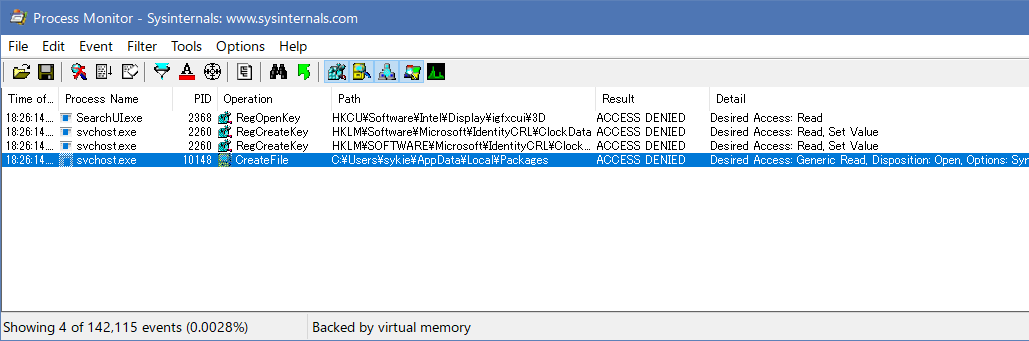 Process Monitor - Sysinternals: www.sysinternals.com
File Edit Event Filter Tools Options Help
Time of... Process Name PID Operation Path Result Detail
18:26:14.... SearchUI.exe 2368 RegOpenKey HKCU¥Software¥Intel¥Display¥igfxcui¥3D ACCESS DENIED Desired Access: Read
18:26:14.... svchost.exe 2260 RegCreateKey HKLM¥Software¥Microsoft¥IdentityCRL¥ClockData ACCESS DENIED Desired Access: Read, Set Value
18:26:14.... svchost.exe 2260 RegCreateKey HKLM¥SOFTWARE¥Microsoft¥IdentityCRL¥Clock... ACCESS DENIED Desired Access: Read, Set Value
18:26:14.... svchost.exe 10148 CreateFile C:¥Users¥sykie¥AppData¥Local¥Packages ACCESS DENIED Desired Access: Generic Read, Disposition: Open, Options: Syn
Showing 4 of 142,115 events (0.0028%) Backed by virtual memory